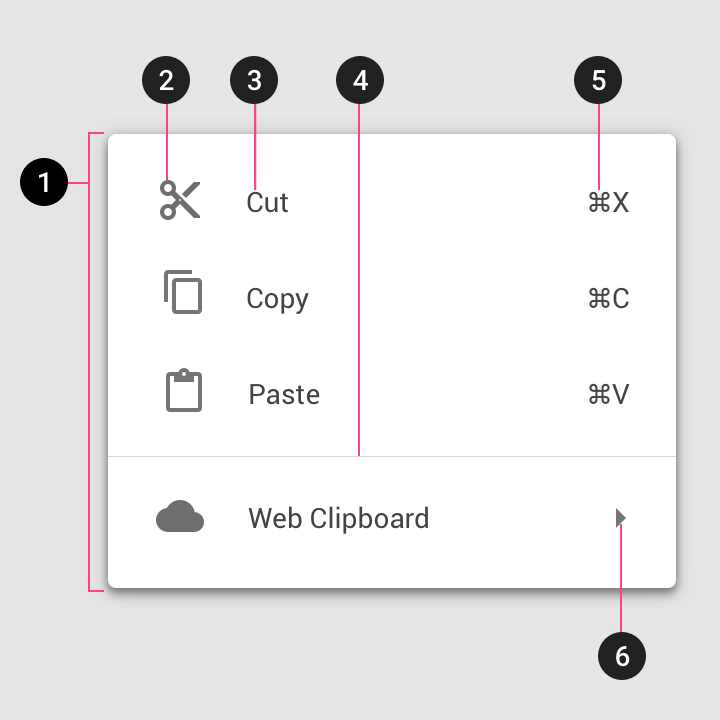 2 3 4 5
1
Cut ⌘X
Copy ⌘C
Paste ⌘V
Web Clipboard
6